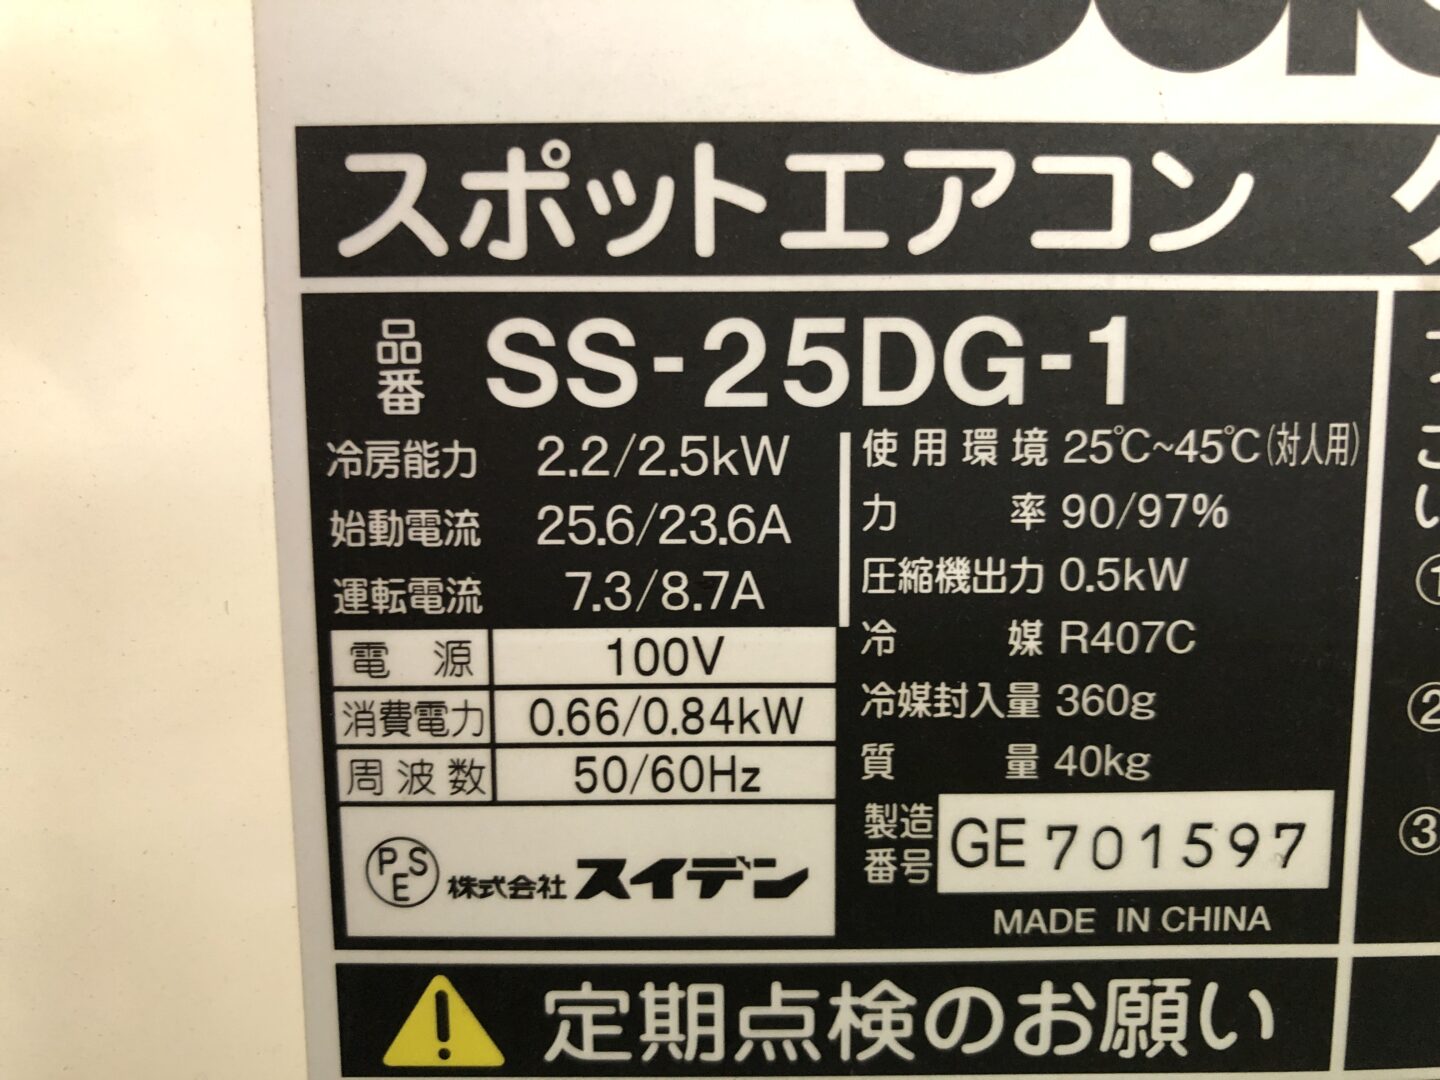 スポットエアコン
品番 SS-25DG-1
冷房能力 2.2/2.5kW
始動電流 25.6/23.6A
運転電流 7.3/8.7A
電源 100V
消費電力 0.66/0.84kW
周波数 50/60Hz
PSE 株式会社スイデン
使用環境 25℃~45℃(対人用)
力率 90/97%
圧縮機出力 0.5kW
冷媒 R407C
冷媒封入量 360g
質量 40kg
製造番号 GE701597
MADE IN CHINA
定期点検のお願い
①
②
③